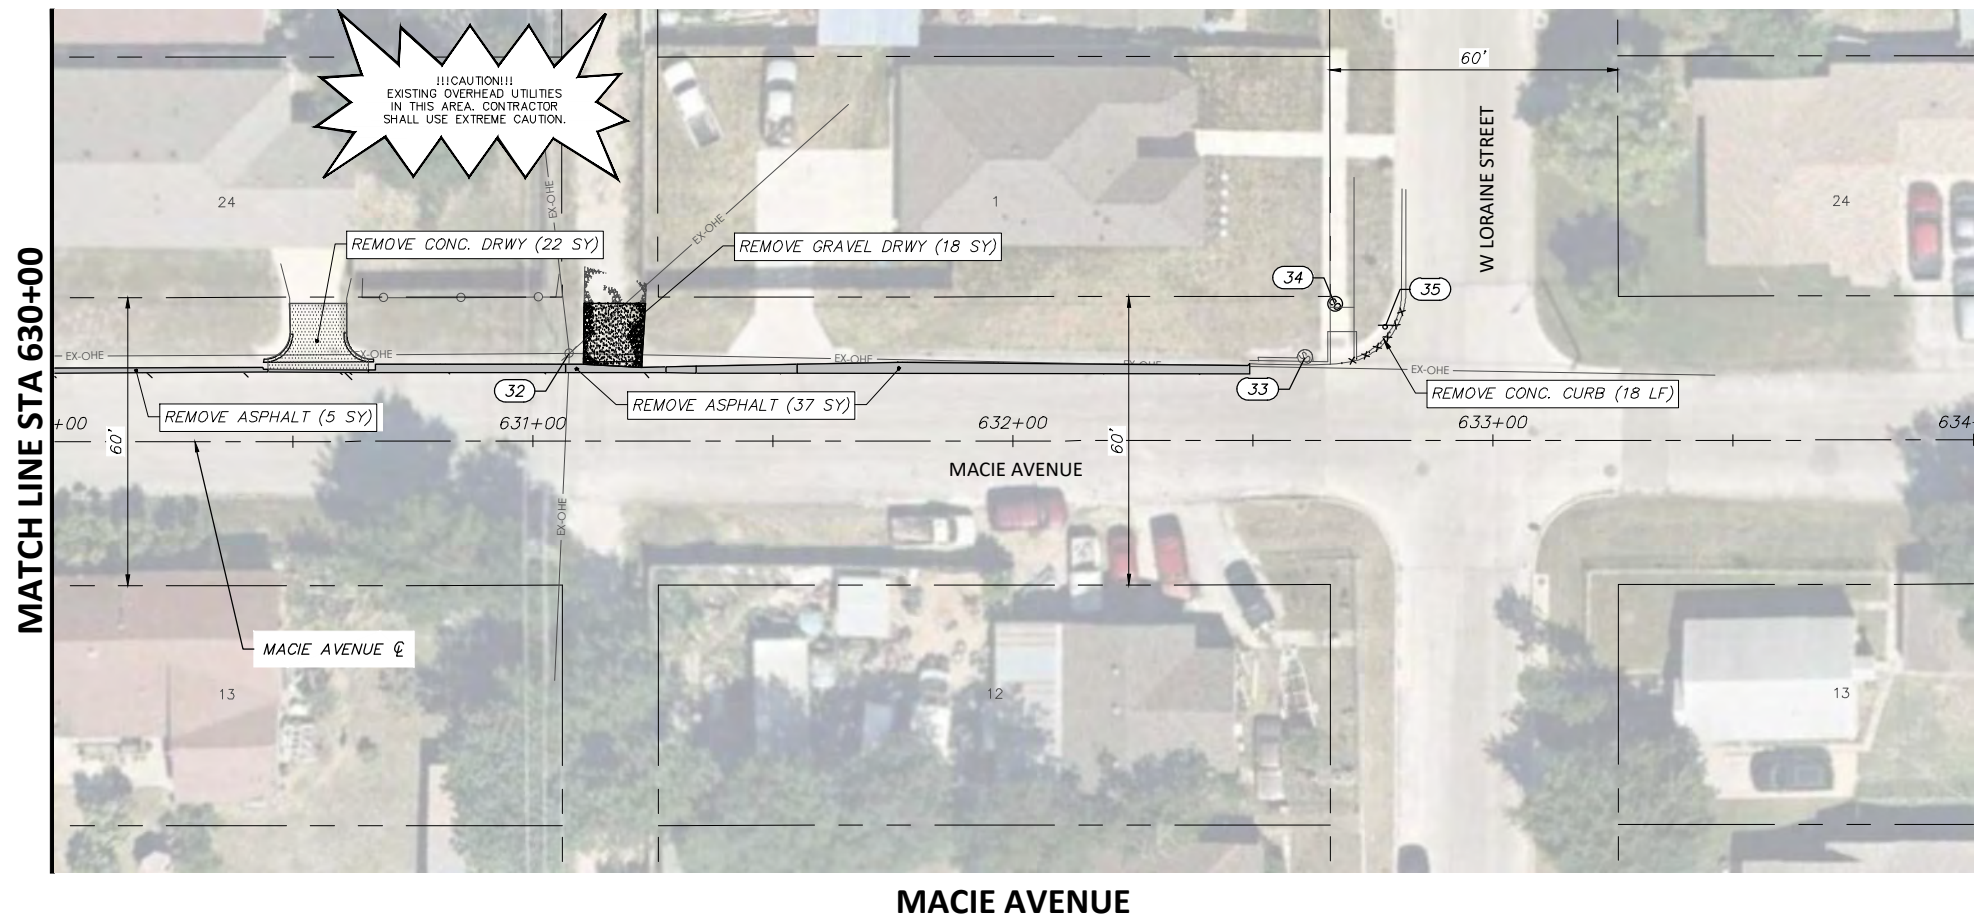 !!!CAUTION!!!
EXISTING OVERHEAD UTILITIES
IN THIS AREA. CONTRACTOR
SHALL USE EXTREME CAUTION.
60'
W LORAINE STREET
EX-OHE
EX-OHE
24
1
24
REMOVE CONC. DRWY (22 SY)
REMOVE GRAVEL DRWY (18 SY)
34
35
MATCH LINE STA 630+00
EX-OHE
EX-OHE
EX-OHE
EX-OHE
EX-OHE
32
33
REMOVE ASPHALT (5 SY)
REMOVE ASPHALT (37 SY)
REMOVE CONC. CURB (18 LF)
+00
631+00
632+00
633+00
634+
60'
60'
MACIE AVENUE
EX-OHE
MACIE AVENUE ℄
13
12
13
MACIE AVENUE